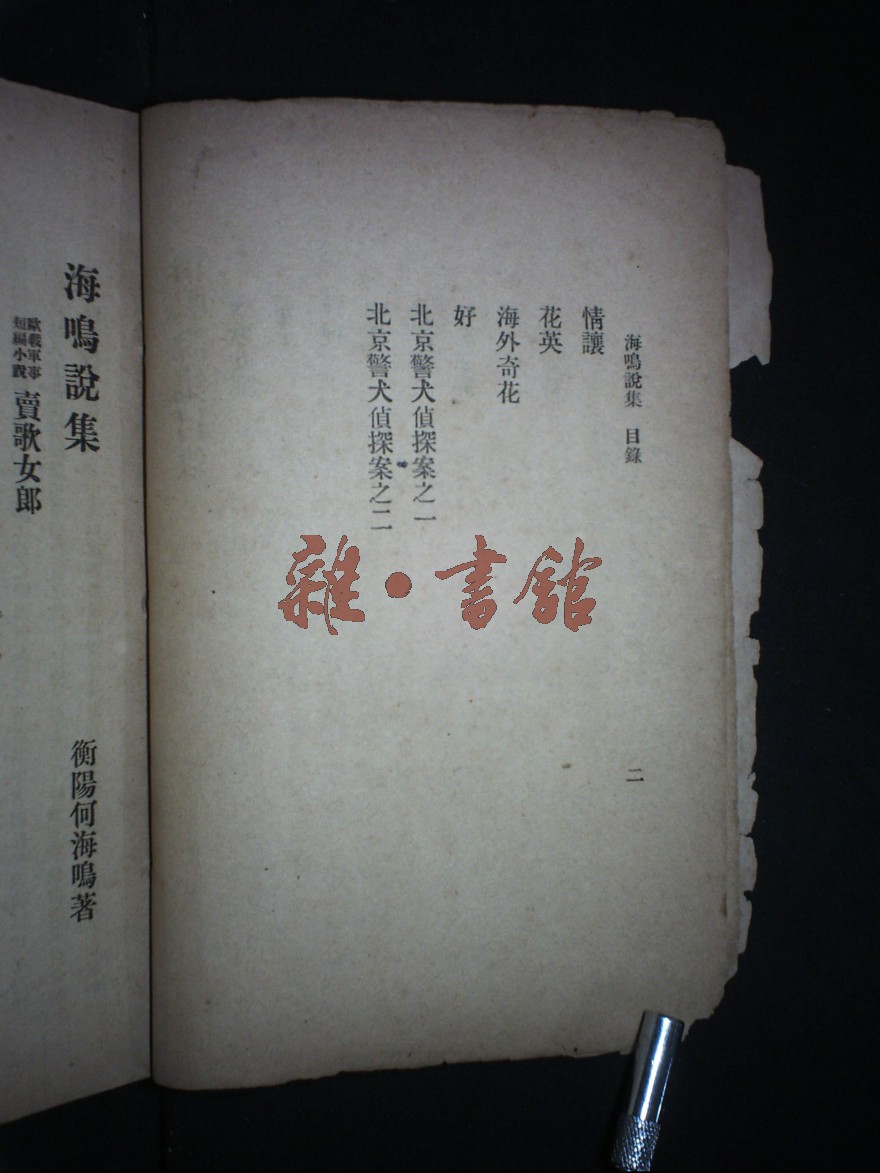 海鳴說集　目錄
二
情讓
花英
海外奇花
好
北京警犬偵探案之一
北京警犬偵探案之二
海鳴說集
衡陽何海鳴著
歐戰軍事
短編小說
賣歌女郎
雜·書館